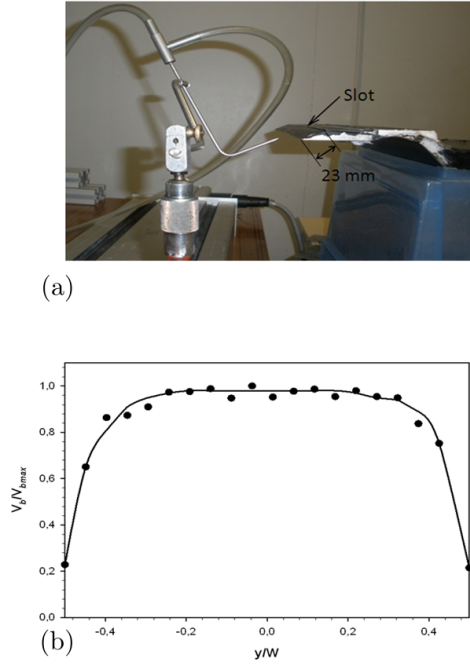 Slot
23 mm
(a)
1,0
0,8
0,6
0,4
0,2
0,0
V_b/V_bmax
-0,4 -0,2 0,0 0,2 0,4
y/W
(b)